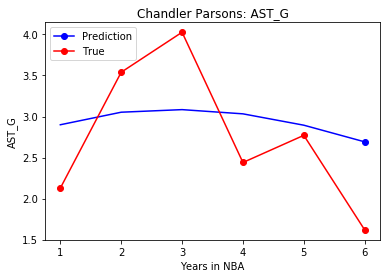 Chandler Parsons: AST_G
Prediction
True
4.0
3.5
3.0
2.5
2.0
1.5
AST_G
1 2 3 4 5 6
Years in NBA